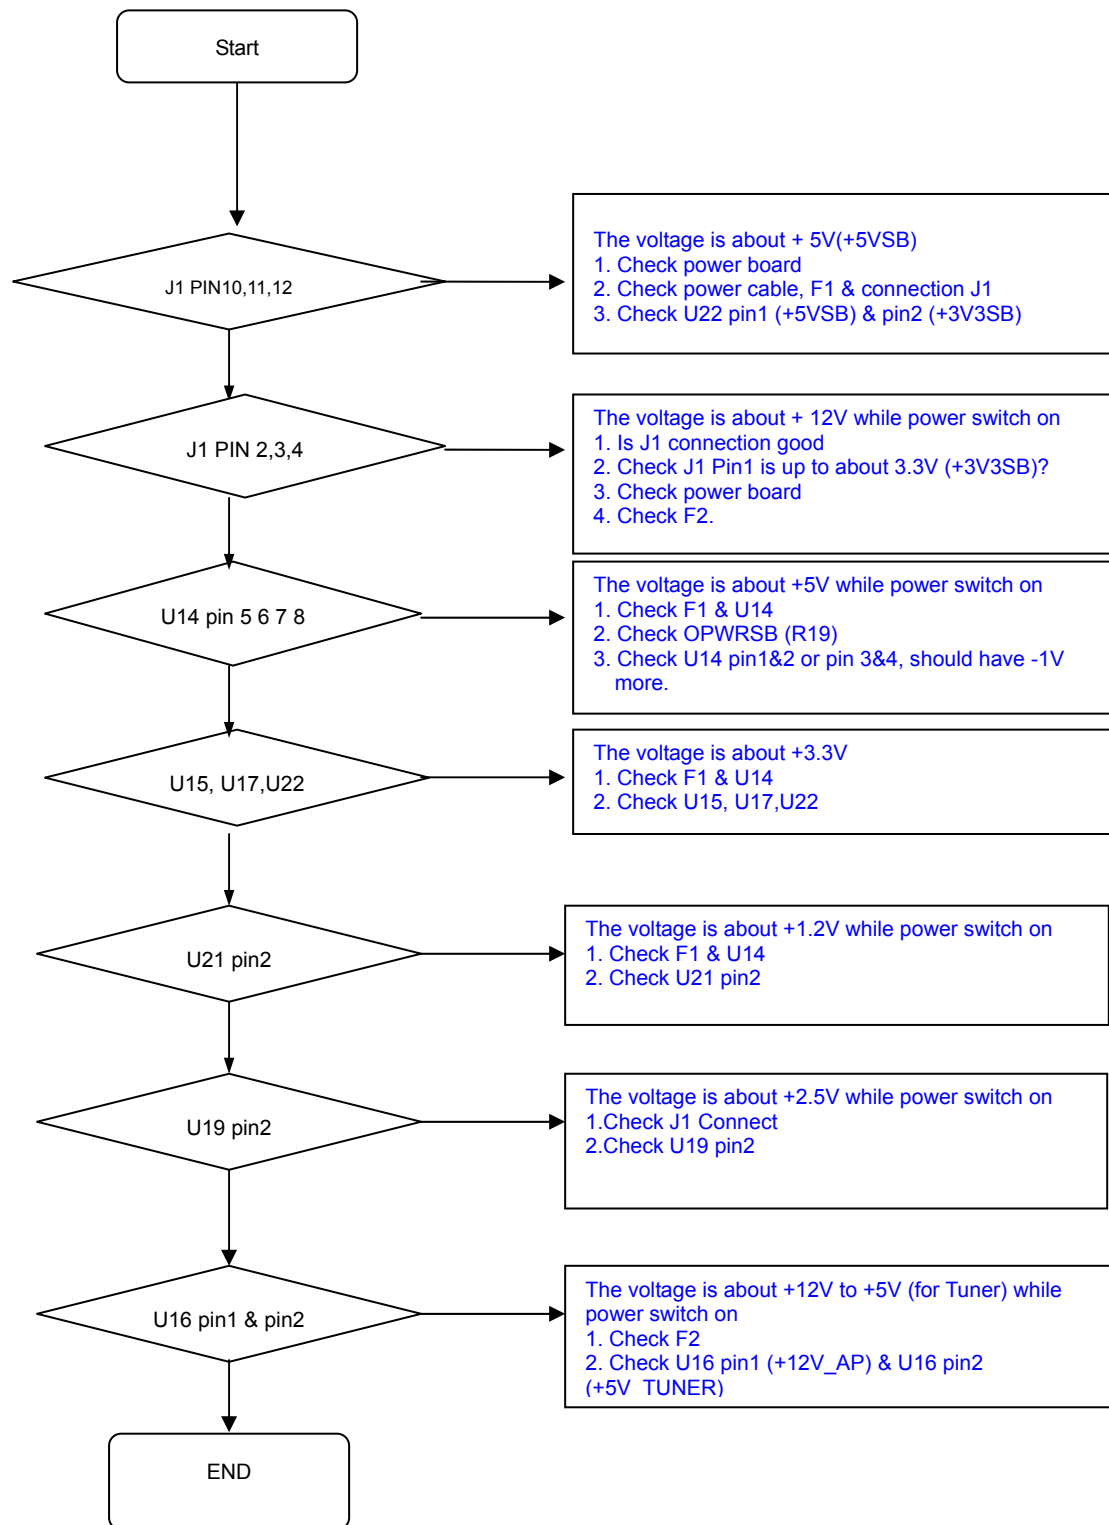 Start
J1 PIN10,11,12
The voltage is about + 5V(+5VSB)
1. Check power board
2. Check power cable, F1 & connection J1
3. Check U22 pin1 (+5VSB) & pin2 (+3V3SB)
J1 PIN 2,3,4
The voltage is about + 12V while power switch on
1. Is J1 connection good
2. Check J1 Pin1 is up to about 3.3V (+3V3SB)?
3. Check power board
4. Check F2.
U14 pin 5 6 7 8
The voltage is about +5V while power switch on
1. Check F1 & U14
2. Check OPWRSB (R19)
3. Check U14 pin1&2 or pin 3&4, should have -1V
more.
U15, U17,U22
The voltage is about +3.3V
1. Check F1 & U14
2. Check U15, U17,U22
U21 pin2
The voltage is about +1.2V while power switch on
1. Check F1 & U14
2. Check U21 pin2
U19 pin2
The voltage is about +2.5V while power switch on
1.Check J1 Connect
2.Check U19 pin2
U16 pin1 & pin2
The voltage is about +12V to +5V (for Tuner) while
power switch on
1. Check F2
2. Check U16 pin1 (+12V_AP) & U16 pin2
(+5V_TUNER)
END